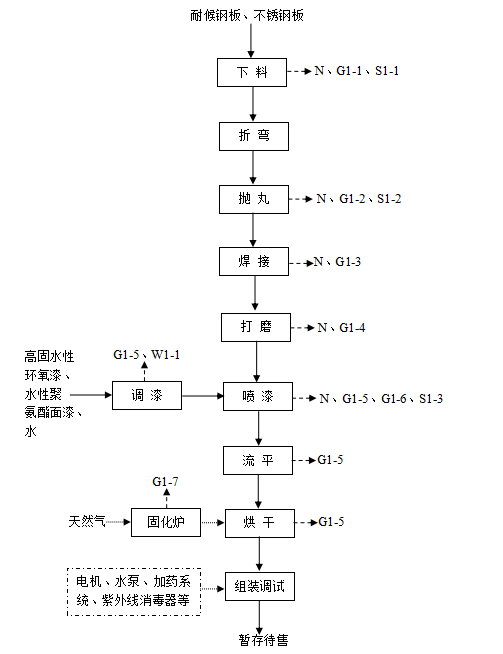 耐候钢板、不锈钢板
下 料
N、G1-1、S1-1
折 弯
抛 丸
N、G1-2、S1-2
焊 接
N、G1-3
打 磨
N、G1-4
高固水性
环氧漆、
水性聚
氨酯面漆、
水
G1-5、W1-1
调 漆
喷 漆
N、G1-5、G1-6、S1-3
流 平
G1-5
G1-7
天然气
固化炉
烘 干
G1-5
电机、水泵、加药系
统、紫外线消毒器等
组装调试
暂存待售